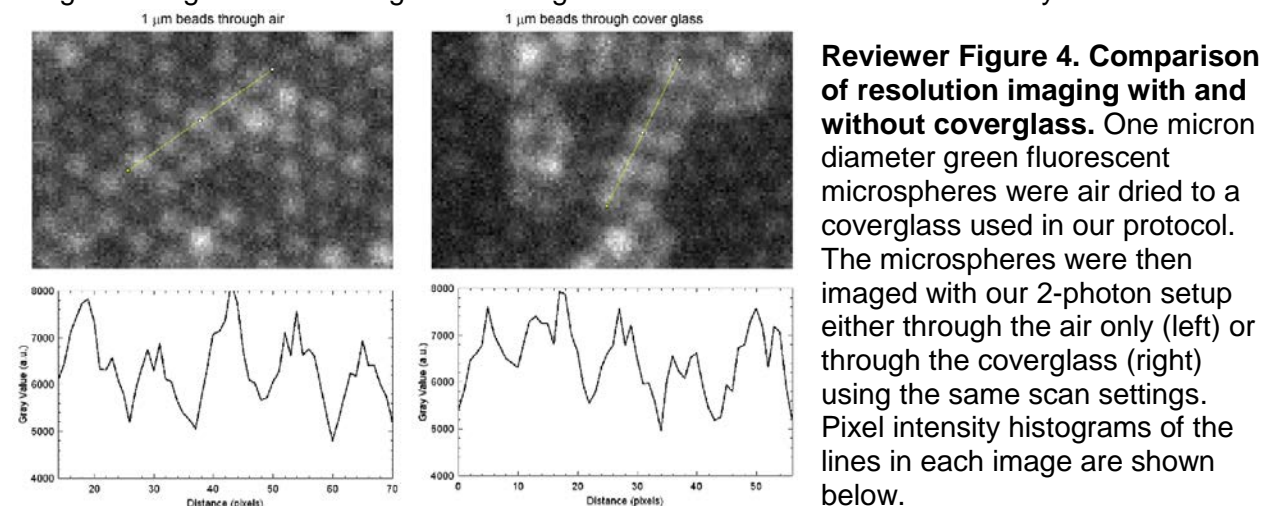 1 μm beads through air
1 μm beads through cover glass
Reviewer Figure 4. Comparison
of resolution imaging with and
without coverglass. One micron
diameter green fluorescent
microspheres were air dried to a
coverglass used in our protocol.
The microspheres were then
imaged with our 2-photon setup
either through the air only (left) or
through the coverglass (right)
using the same scan settings.
Pixel intensity histograms of the
lines in each image are shown
below.
8000
7000
6000
5000
4000
Gray Value (a.u.)
20 30 40 50 60 70
Distance (pixels)
8000
7000
6000
5000
4000
Gray Value (a.u.)
0 10 20 30 40 50
Distance (pixels)